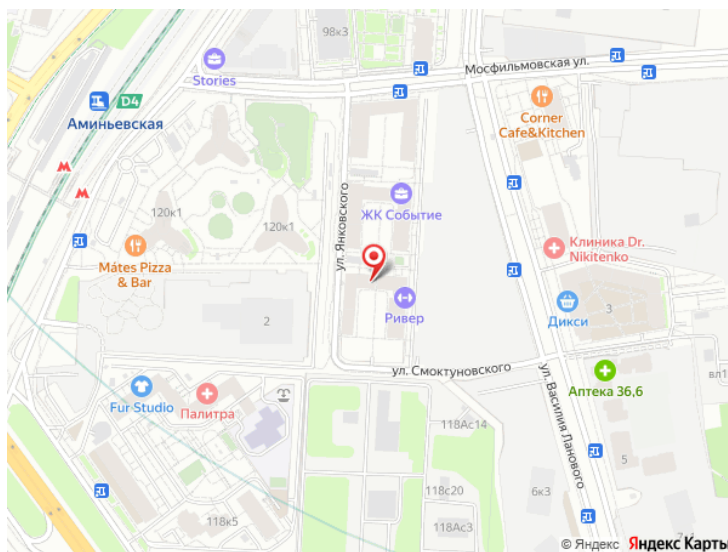 98к3
Stories
Мосфильмовская ул.
D4
Аминьевская
Corner
Cafe&Kitchen
ул. Янковского
120к1
ЖК Событие
120к1
Клиника Dr.
Nikitenko
Mátes Pizza
& Bar
Ривер
2
3
Дикси
ул. Смоктуновского
вл1
Аптека 36,6
Fur Studio
Палитра
ул. Василия Ланового
118Ас14
5
118с20
6к3
118к5
118Ас3
© Яндекс Яндекс Карты